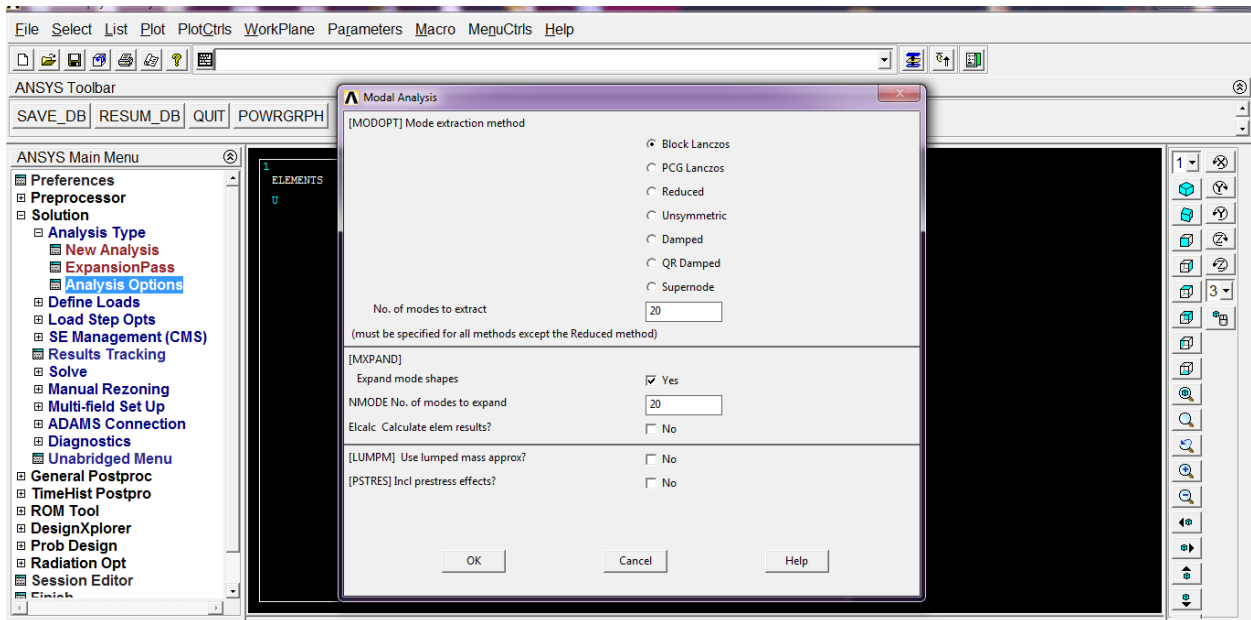 File Select List Plot PlotCtrls WorkPlane Parameters Macro MenuCtrls Help
ANSYS Toolbar
SAVE_DB RESUM_DB QUIT POWRGRPH
ANSYS Main Menu
Preferences
Preprocessor
Solution
Analysis Type
New Analysis
ExpansionPass
Analysis Options
Define Loads
Load Step Opts
SE Management (CMS)
Results Tracking
Solve
Manual Rezoning
Multi-field Set Up
ADAMS Connection
Diagnostics
Unabridged Menu
General Postproc
TimeHist Postpro
ROM Tool
DesignXplorer
Prob Design
Radiation Opt
Session Editor
Finish
1
ELEMENTS
U
Modal Analysis
[MODOPT] Mode extraction method
Block Lanczos
PCG Lanczos
Reduced
Unsymmetric
Damped
QR Damped
Supernode
No. of modes to extract 20
(must be specified for all methods except the Reduced method)
[MXPAND]
Expand mode shapes Yes
NMODE No. of modes to expand 20
Elcalc Calculate elem results? No
[LUMPM] Use lumped mass approx? No
[PSTRES] Incl prestress effects? No
OK Cancel Help
1
3